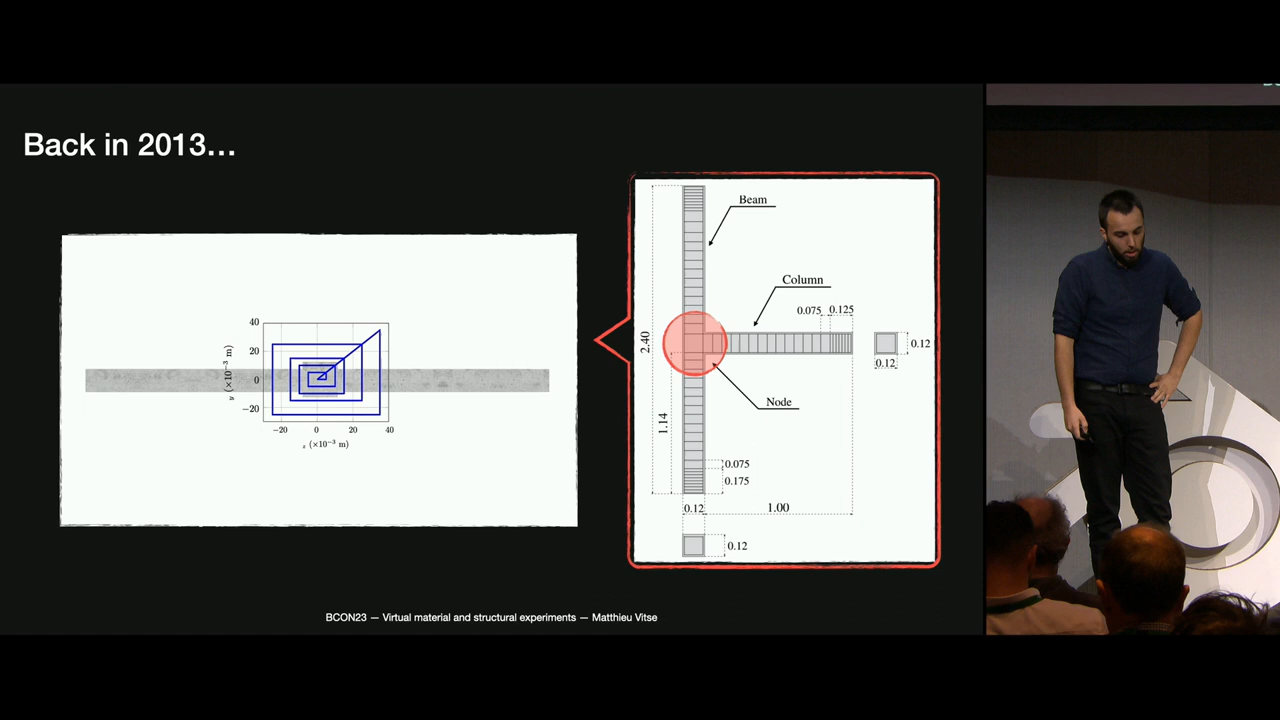 Back in 2013…
40
20
0
−20
y (×10⁻³ m)
−20
0
20
40
z (×10⁻³ m)
Beam
Column
0.075
0.125
2.40
0.12
0.12
Node
1.14
0.075
0.175
0.12
1.00
0.12
BCON23 — Virtual material and structural experiments — Matthieu Vitse